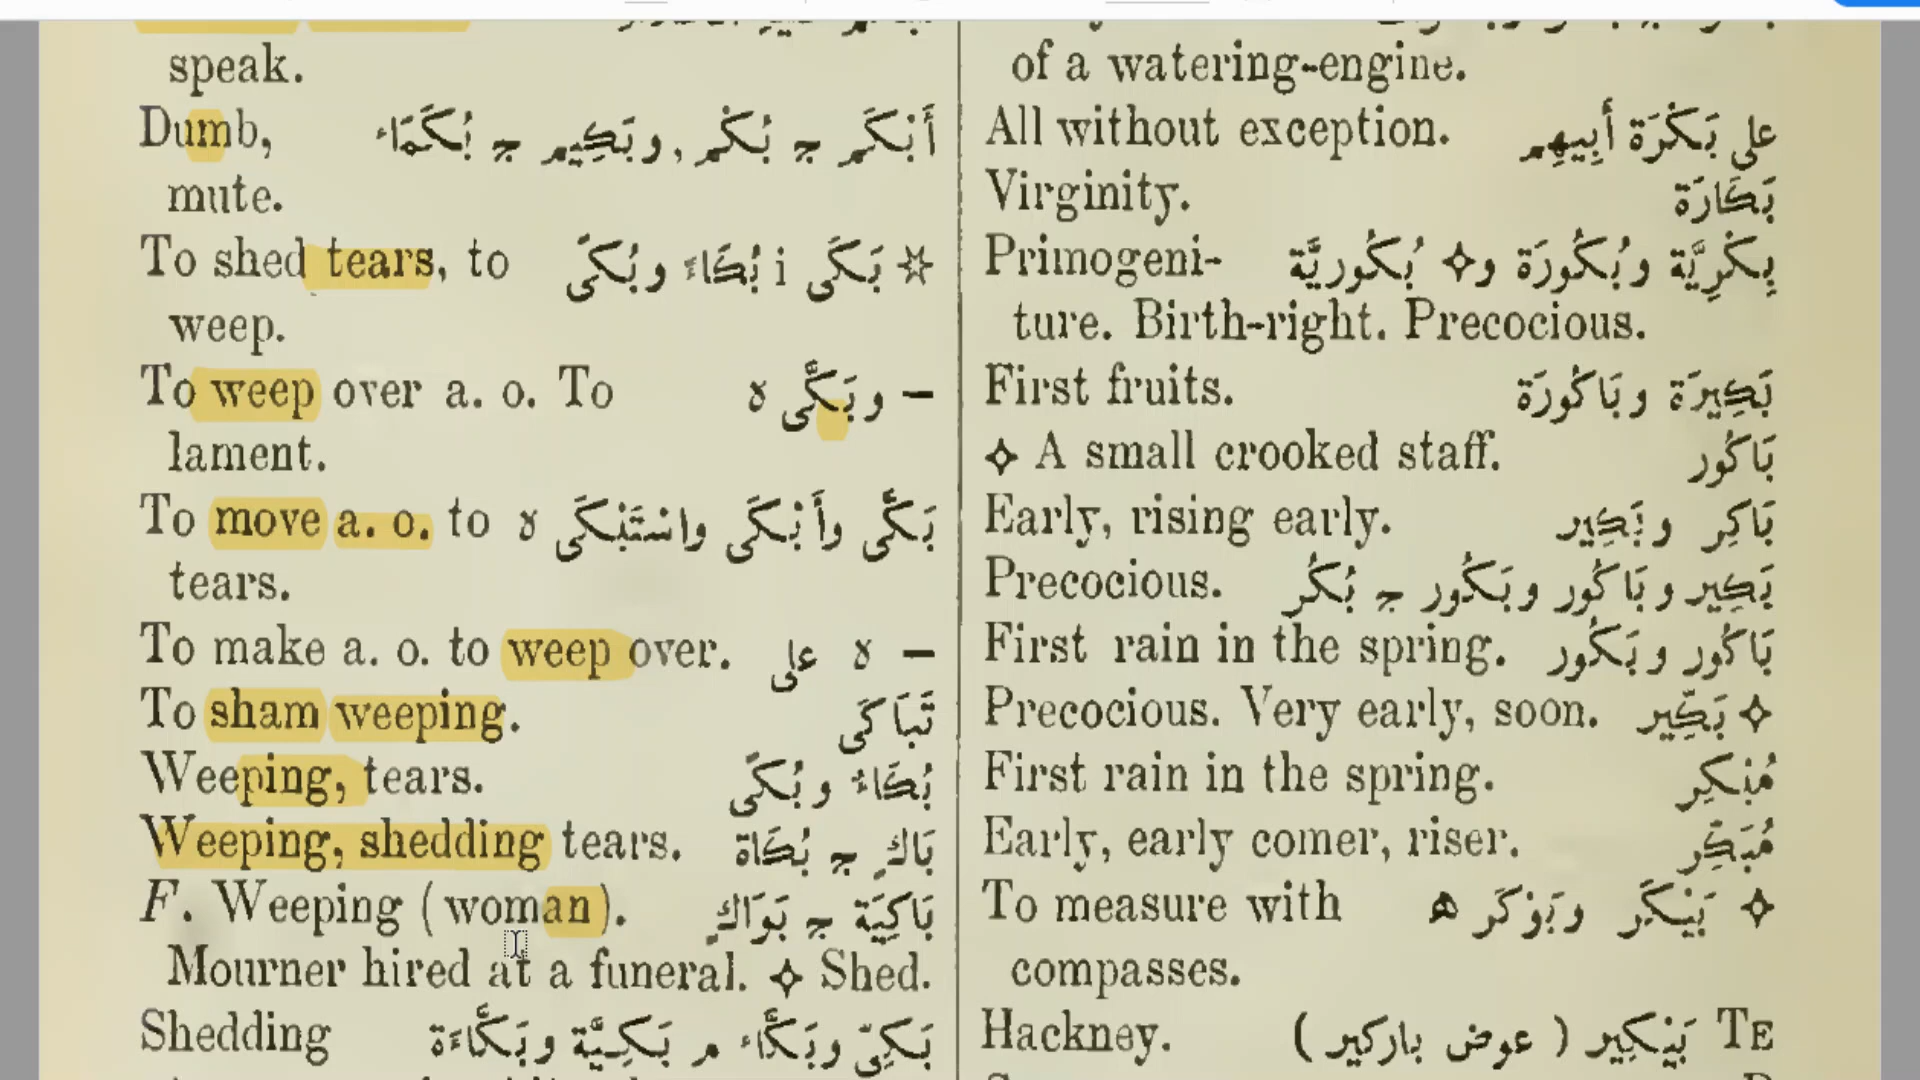 speak.
Dumb, أَبْكَم ج بُكْم, وبَكِيم ج بُكَمَاء
mute.
To shed tears, to ☆ بَكَى i بُكَاءً وبُكًى
weep.
To weep over a. o. To — وبَكَّى ه
lament.
To move a. o. to بَكَّى وأَبْكَى واسْتَبْكَى ه
tears.
To make a. o. to weep over. — ه على
To sham weeping. تَبَاكَى
Weeping, tears. بُكَاءٌ وبُكًى
Weeping, shedding tears. بَاكٍ ج بُكَاة
F. Weeping (woman). بَاكِيَة ج بَوَاكٍ
Mourner hired at a funeral. ✧ Shed.
Shedding بَكِيّ وبَكَّاء م بَكِيَّة وبَكَّاءَة
of a watering-engine.
All without exception. على بَكْرَة أَبِيهِم
Virginity. بَكَارَة
Primogeni- بِكْرِيَّة وبُكُورَة و✧ بُكُورِيَّة
ture. Birth-right. Precocious.
First fruits. بَكِيرَة وبَاكُورَة
✧ A small crooked staff. بَاكُور
Early, rising early. بَاكِر وبَكِير
Precocious. بَكِير وبَاكُور وبَكُور ج بُكُر
First rain in the spring. بَاكُور وبَكُور
Precocious. Very early, soon. ✧ بَكِّير
First rain in the spring. مُبْكِر
Early, early comer, riser. مُبَكِّر
To measure with ✧ بَيْكَر وبَوْكَر ه
compasses.
Hackney. TE بَيْكِير ( عوض باركير )